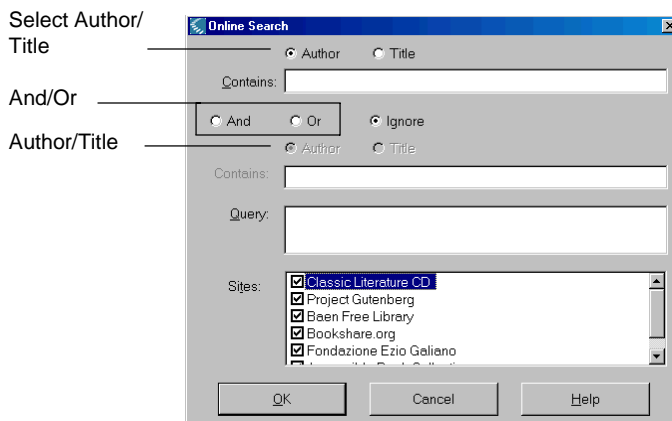 Select Author/
Title
And/Or
Author/Title
Online Search
Author Title
Contains:
And Or Ignore
Author Title
Contains:
Query:
Sites:
Classic Literature CD
Project Gutenberg
Baen Free Library
Bookshare.org
Fondazione Ezio Galiano
OK Cancel Help